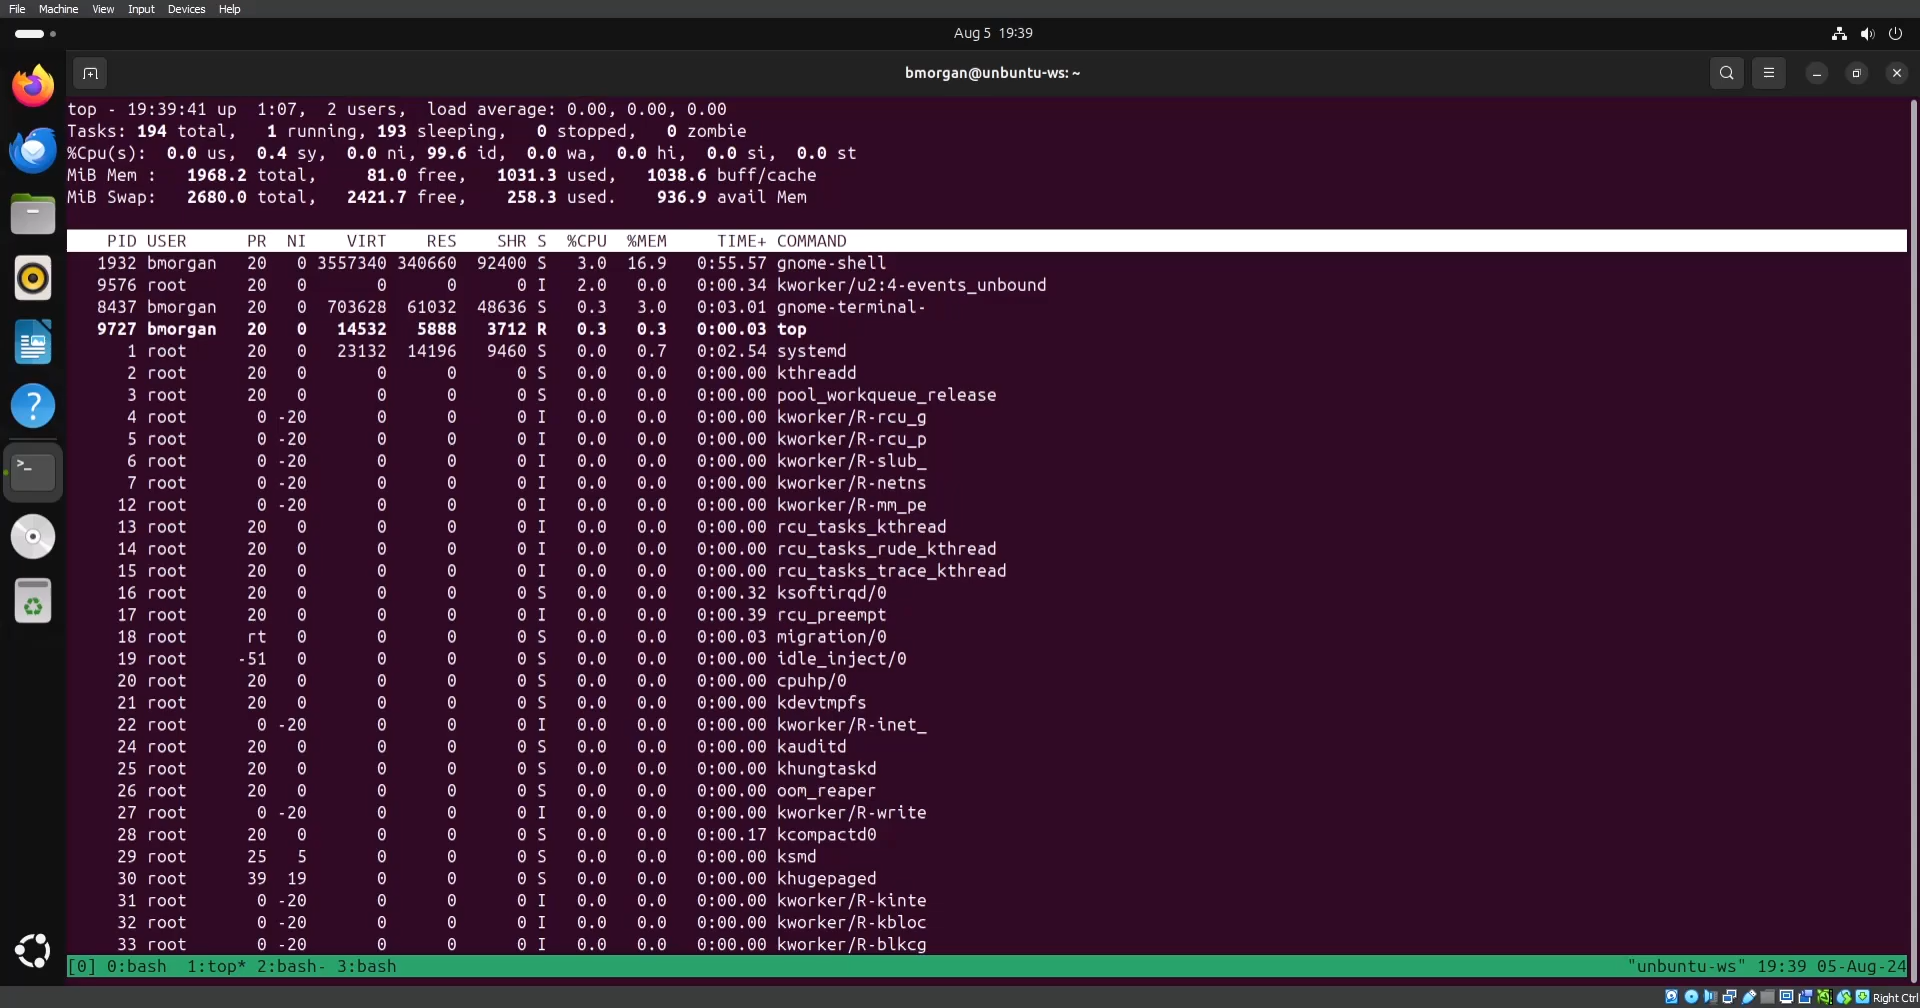 File Machine View Input Devices Help
Aug 5 19:39
bmorgan@unbuntu-ws: ~
top - 19:39:41 up  1:07,  2 users,  load average: 0.00, 0.00, 0.00
Tasks: 194 total,   1 running, 193 sleeping,   0 stopped,   0 zombie
%Cpu(s):  0.0 us,  0.4 sy,  0.0 ni, 99.6 id,  0.0 wa,  0.0 hi,  0.0 si,  0.0 st
MiB Mem :   1968.2 total,     81.0 free,   1031.3 used,   1038.6 buff/cache
MiB Swap:   2680.0 total,   2421.7 free,    258.3 used.    936.9 avail Mem
PID USER      PR  NI    VIRT    RES    SHR S  %CPU  %MEM     TIME+ COMMAND
1932 bmorgan   20   0 3557340 340660  92400 S   3.0  16.9   0:55.57 gnome-shell
9576 root      20   0       0      0      0 I   2.0   0.0   0:00.34 kworker/u2:4-events_unbound
8437 bmorgan   20   0  703628  61032  48636 S   0.3   3.0   0:03.01 gnome-terminal-
9727 bmorgan   20   0   14532   5888   3712 R   0.3   0.3   0:00.03 top
1 root      20   0   23132  14196   9460 S   0.0   0.7   0:02.54 systemd
2 root      20   0       0      0      0 S   0.0   0.0   0:00.00 kthreadd
3 root      20   0       0      0      0 S   0.0   0.0   0:00.00 pool_workqueue_release
4 root       0 -20       0      0      0 I   0.0   0.0   0:00.00 kworker/R-rcu_g
5 root       0 -20       0      0      0 I   0.0   0.0   0:00.00 kworker/R-rcu_p
6 root       0 -20       0      0      0 I   0.0   0.0   0:00.00 kworker/R-slub_
7 root       0 -20       0      0      0 I   0.0   0.0   0:00.00 kworker/R-netns
12 root       0 -20       0      0      0 I   0.0   0.0   0:00.00 kworker/R-mm_pe
13 root      20   0       0      0      0 I   0.0   0.0   0:00.00 rcu_tasks_kthread
14 root      20   0       0      0      0 I   0.0   0.0   0:00.00 rcu_tasks_rude_kthread
15 root      20   0       0      0      0 I   0.0   0.0   0:00.00 rcu_tasks_trace_kthread
16 root      20   0       0      0      0 S   0.0   0.0   0:00.32 ksoftirqd/0
17 root      20   0       0      0      0 I   0.0   0.0   0:00.39 rcu_preempt
18 root      rt   0       0      0      0 S   0.0   0.0   0:00.03 migration/0
19 root     -51   0       0      0      0 S   0.0   0.0   0:00.00 idle_inject/0
20 root      20   0       0      0      0 S   0.0   0.0   0:00.00 cpuhp/0
21 root      20   0       0      0      0 S   0.0   0.0   0:00.00 kdevtmpfs
22 root       0 -20       0      0      0 I   0.0   0.0   0:00.00 kworker/R-inet_
24 root      20   0       0      0      0 S   0.0   0.0   0:00.00 kauditd
25 root      20   0       0      0      0 S   0.0   0.0   0:00.00 khungtaskd
26 root      20   0       0      0      0 S   0.0   0.0   0:00.00 oom_reaper
27 root       0 -20       0      0      0 I   0.0   0.0   0:00.00 kworker/R-write
28 root      20   0       0      0      0 S   0.0   0.0   0:00.17 kcompactd0
29 root      25   5       0      0      0 S   0.0   0.0   0:00.00 ksmd
30 root      39  19       0      0      0 S   0.0   0.0   0:00.00 khugepaged
31 root       0 -20       0      0      0 I   0.0   0.0   0:00.00 kworker/R-kinte
32 root       0 -20       0      0      0 I   0.0   0.0   0:00.00 kworker/R-kbloc
33 root       0 -20       0      0      0 I   0.0   0.0   0:00.00 kworker/R-blkcg
[0] 0:bash  1:top* 2:bash- 3:bash "unbuntu-ws" 19:39 05-Aug-24
Right Ctrl